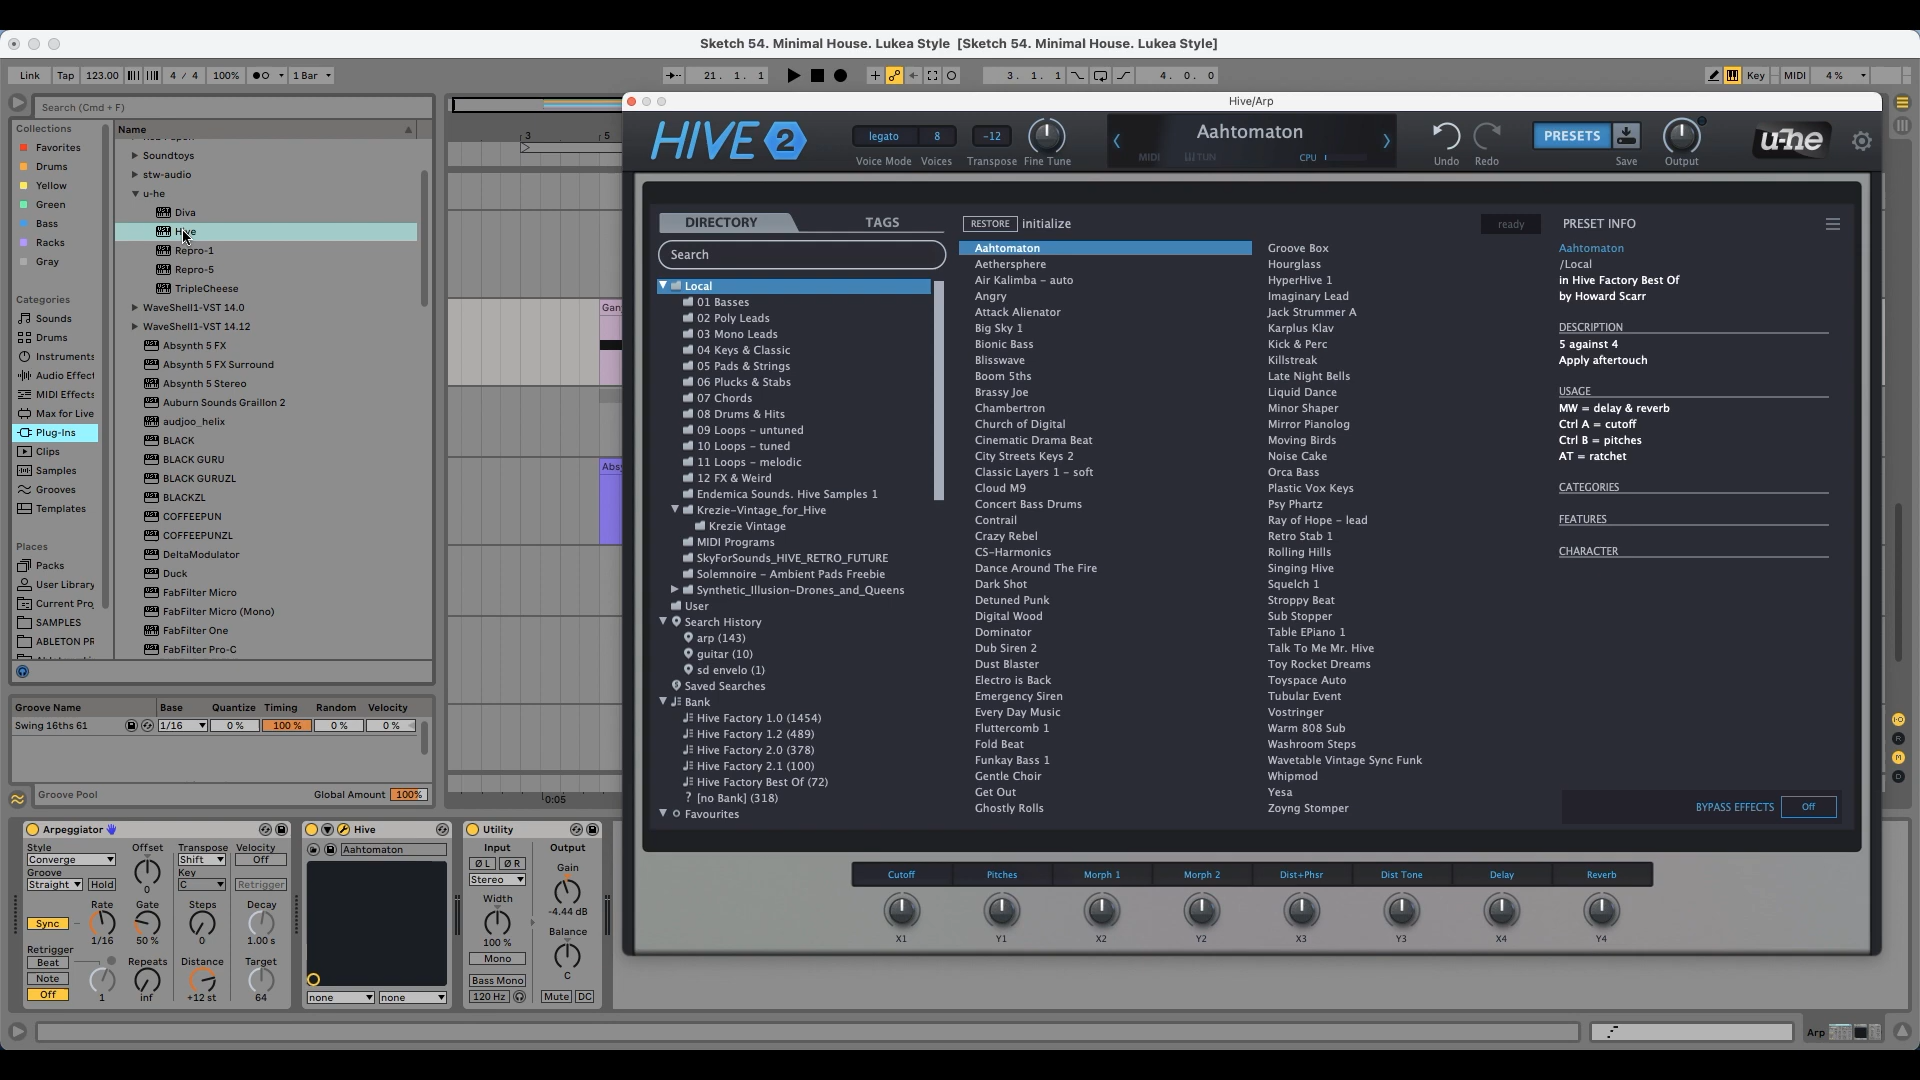 Sketch 54. Minimal House. Lukea Style  [Sketch 54. Minimal House. Lukea Style]
Link Tap 123.00 4 / 4 100% 1 Bar 21. 1. 1 3. 1. 1 4. 0. 0 Key MIDI 4 %
Search (Cmd + F)
Collections
Favorites
Drums
Yellow
Green
Bass
Racks
Gray
Categories
Sounds
Drums
Instruments
Audio Effect
MIDI Effects
Max for Live
Plug-Ins
Clips
Samples
Grooves
Templates
Places
Packs
User Library
Current Pro
SAMPLES
ABLETON PR
Name
Soundtoys
stw-audio
u-he
Diva
Hive
Repro-1
Repro-5
TripleCheese
WaveShell1-VST 14.0
WaveShell1-VST 14.12
Absynth 5 FX
Absynth 5 FX Surround
Absynth 5 Stereo
Auburn Sounds Graillon 2
audjoo_helix
BLACK
BLACK GURU
BLACK GURUZL
BLACKZL
COFFEEPUN
COFFEEPUNZL
DeltaModulator
Duck
FabFilter Micro
FabFilter Micro (Mono)
FabFilter One
FabFilter Pro-C
3 5
Gan
Absy
0:05
Groove Name Base Quantize Timing Random Velocity
Swing 16ths 61 1/16 0 % 100 % 0 % 0 %
Groove Pool Global Amount 100%
Hive/Arp
HIVE 2
legato 8 -12
Voice Mode Voices Transpose Fine Tune
Aahtomaton
MIDI TUN CPU
Undo Redo
PRESETS Save
Output
u-he
DIRECTORY TAGS
Search
Local
01 Basses
02 Poly Leads
03 Mono Leads
04 Keys & Classic
05 Pads & Strings
06 Plucks & Stabs
07 Chords
08 Drums & Hits
09 Loops - untuned
10 Loops - tuned
11 Loops - melodic
12 FX & Weird
Endemica Sounds. Hive Samples 1
Krezie-Vintage_for_Hive
Krezie Vintage
MIDI Programs
SkyForSounds_HIVE_RETRO_FUTURE
Solemnoire - Ambient Pads Freebie
Synthetic_Illusion-Drones_and_Queens
User
Search History
arp (143)
guitar (10)
sd envelo (1)
Saved Searches
Bank
Hive Factory 1.0 (1454)
Hive Factory 1.2 (489)
Hive Factory 2.0 (378)
Hive Factory 2.1 (100)
Hive Factory Best Of (72)
? [no Bank] (318)
Favourites
RESTORE initialize ready
Aahtomaton
Aethersphere
Air Kalimba - auto
Angry
Attack Alienator
Big Sky 1
Bionic Bass
Blisswave
Boom 5ths
Brassy Joe
Chambertron
Church of Digital
Cinematic Drama Beat
City Streets Keys 2
Classic Layers 1 - soft
Cloud M9
Concert Bass Drums
Contrail
Crazy Rebel
CS-Harmonics
Dance Around The Fire
Dark Shot
Detuned Punk
Digital Wood
Dominator
Dub Siren 2
Dust Blaster
Electro is Back
Emergency Siren
Every Day Music
Fluttercomb 1
Fold Beat
Funkay Bass 1
Gentle Choir
Get Out
Ghostly Rolls
Groove Box
Hourglass
HyperHive 1
Imaginary Lead
Jack Strummer A
Karplus Klav
Kick & Perc
Killstreak
Late Night Bells
Liquid Dance
Minor Shaper
Mirror Pianolog
Moving Birds
Noise Cake
Orca Bass
Plastic Vox Keys
Psy Phartz
Ray of Hope - lead
Retro Stab 1
Rolling Hills
Singing Hive
Squelch 1
Stroppy Beat
Sub Stopper
Table EPiano 1
Talk To Me Mr. Hive
Toy Rocket Dreams
Toyspace Auto
Tubular Event
Vostringer
Warm 808 Sub
Washroom Steps
Wavetable Vintage Sync Funk
Whipmod
Yesa
Zoyng Stomper
PRESET INFO
Aahtomaton
/Local
in Hive Factory Best Of
by Howard Scarr
DESCRIPTION
5 against 4
Apply aftertouch
USAGE
MW = delay & reverb
Ctrl A = cutoff
Ctrl B = pitches
AT = ratchet
CATEGORIES
FEATURES
CHARACTER
BYPASS EFFECTS Off
Cutoff Pitches Morph 1 Morph 2 Dist+Phsr Dist Tone Delay Reverb
X1 Y1 X2 Y2 X3 Y3 X4 Y4
I·O
R
M
D
Arpeggiator
Style Offset Transpose Velocity
Converge Shift Off
Groove Key
Straight Hold 0 C Retrigger
Rate Gate Steps Decay
Sync 1/16 50 % 0 1.00 s
Retrigger
Beat Repeats Distance Target
Note
Off 1 inf +12 st 64
Hive
Aahtomaton
none none
Utility
Input Output
Ø L Ø R Gain
Stereo
Width -4.44 dB
Balance
100 %
Mono
C
Bass Mono
120 Hz Mute DC
Arp